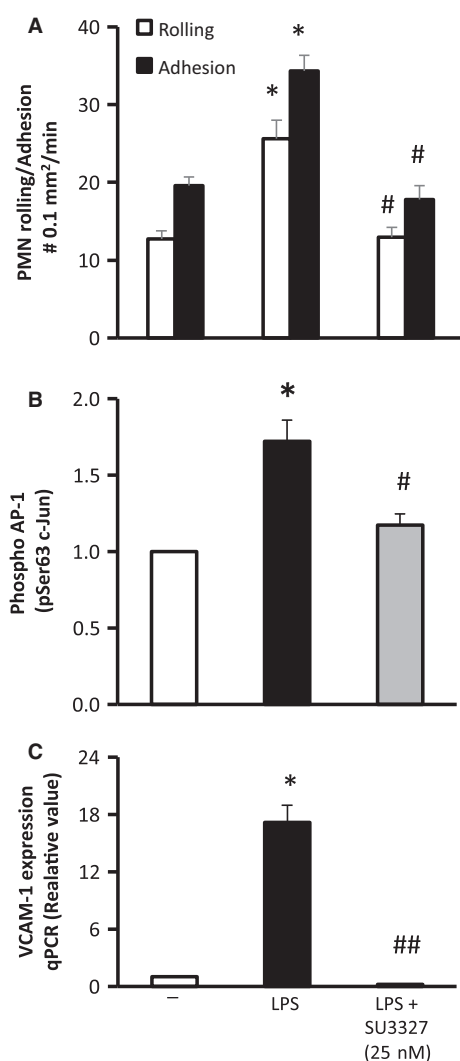 A
Rolling
Adhesion
PMN rolling/Adhesion
# 0.1 mm²/min
40
30
20
10
0
*
*
#
#
B
Phospho AP-1
(pSer63 c-Jun)
2.0
1.5
1.0
0.5
0.0
*
#
C
VCAM-1 expression
qPCR (Realative value)
24
18
12
6
0
*
##
–
LPS
LPS +
SU3327
(25 nM)